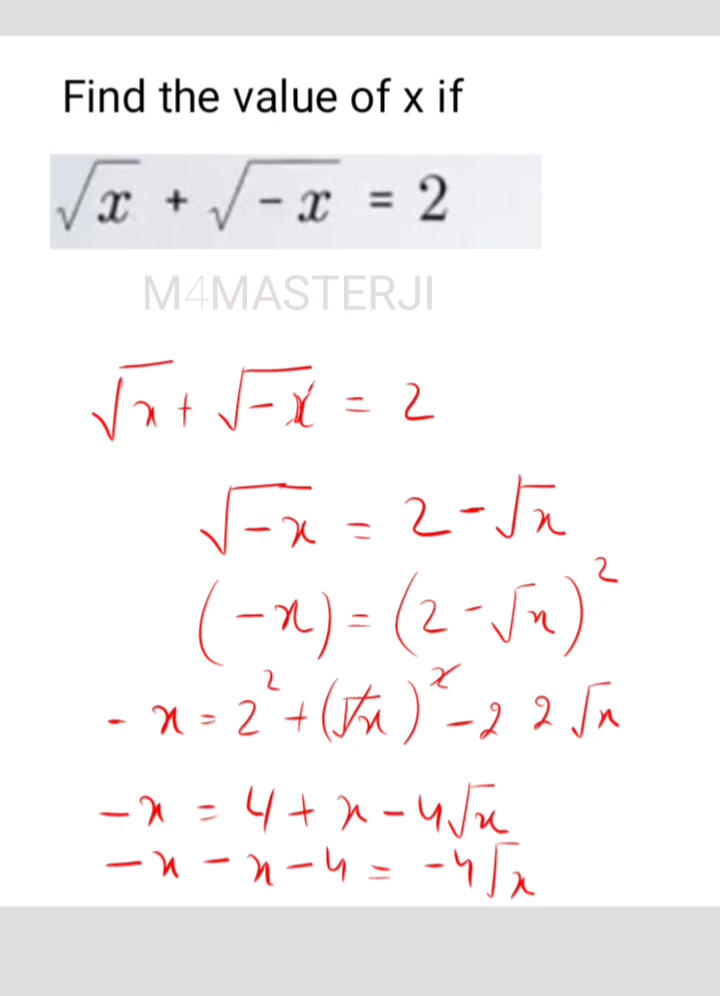 Find the value of x if
√x + √-x = 2
M4MASTERJI
√x + √-x = 2
√-x = 2 - √x
(-x) = (2 - √x)²
- x = 2² + (√x)² - 2 2 √x
-x = 4 + x - 4√x
-x - x - 4 = -4√x